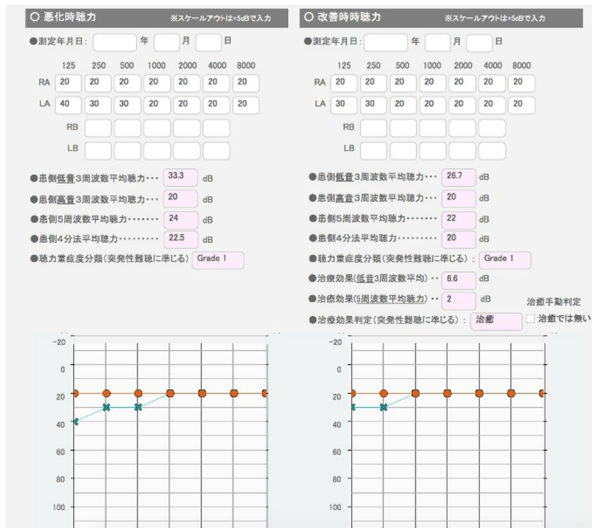 ○ 悪化時聴力 ※スケールアウトは+5dBで入力
●測定年月日: 年 月 日
125 250 500 1000 2000 4000 8000
RA 20 20 20 20 20 20 20
LA 40 30 30 20 20 20 20
RB
LB
●患側低音3周波数平均聴力・・・ 33.3 dB
●患側高音3周波数平均聴力・・・ 20 dB
●患側5周波数平均聴力・・・・・・・ 24 dB
●患側4分法平均聴力・・・・・・・・ 22.5 dB
●聴力重症度分類(突発性難聴に準じる) Grade 1
-20
0
20
40
60
80
100
○ 改善時時聴力 ※スケールアウトは+5dBで入力
●測定年月日: 年 月 日
125 250 500 1000 2000 4000 8000
RA 20 20 20 20 20 20 20
LA 30 30 20 20 20 20 20
RB
LB
●患側低音3周波数平均聴力・・・ 26.7 dB
●患側高音3周波数平均聴力・・・ 20 dB
●患側5周波数平均聴力・・・・・・・ 22 dB
●患側4分法平均聴力・・・・・・・・ 20 dB
●聴力重症度分類(突発性難聴に準じる): Grade 1
●治療効果(低音3周波数平均)・・ 6.6 dB
●治療効果(5周波数平均聴力)・・ 2 dB
治癒手動判定
●治療効果判定(突発性難聴に準じる): 治癒 治癒では無い
-20
0
20
40
60
80
100